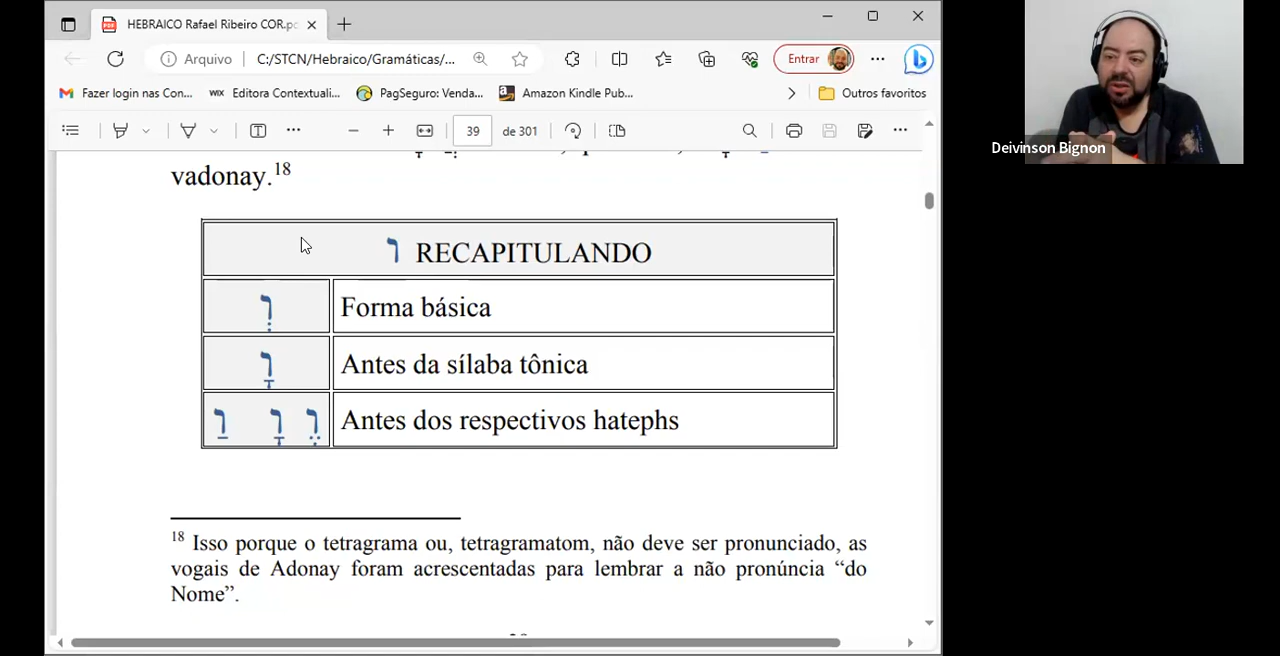 HEBRAICO Rafael Ribeiro COR.pc
Arquivo C:/STCN/Hebraico/Gramáticas/... Entrar
Fazer login nas Con... WIX Editora Contextuali... PagSeguro: Venda... Amazon Kindle Pub... Outros favoritos
39 de 301
vadonay.18
ו RECAPITULANDO
וְ Forma básica
וָ Antes da sílaba tônica
וַ וָ וֶ Antes dos respectivos hatephs
18 Isso porque o tetragrama ou, tetragramatom, não deve ser pronunciado, as
vogais de Adonay foram acrescentadas para lembrar a não pronúncia “do
Nome”.
Deivinson Bignon